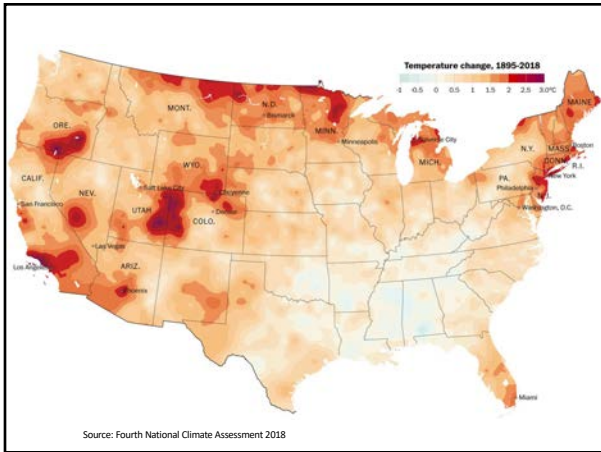 Temperature change, 1895-2018
-1 0 0.5 1 1.5 2.0 2.5 3.0°C
MONT.
N.D.
Bismarck
MINN.
Minneapolis
MAINE
ORE.
WYO.
Traverse City
MICH.
N.Y.
MASS.
Boston
CONN.
R.I.
New York
PA.
Philadelphia
N.J.
Washington, D.C.
CALIF.
NEV.
Salt Lake City
Cheyenne
San Francisco
UTAH
COLO.
Denver
Las Vegas
Los Angeles
ARIZ.
Phoenix
Miami
Source: Fourth National Climate Assessment 2018